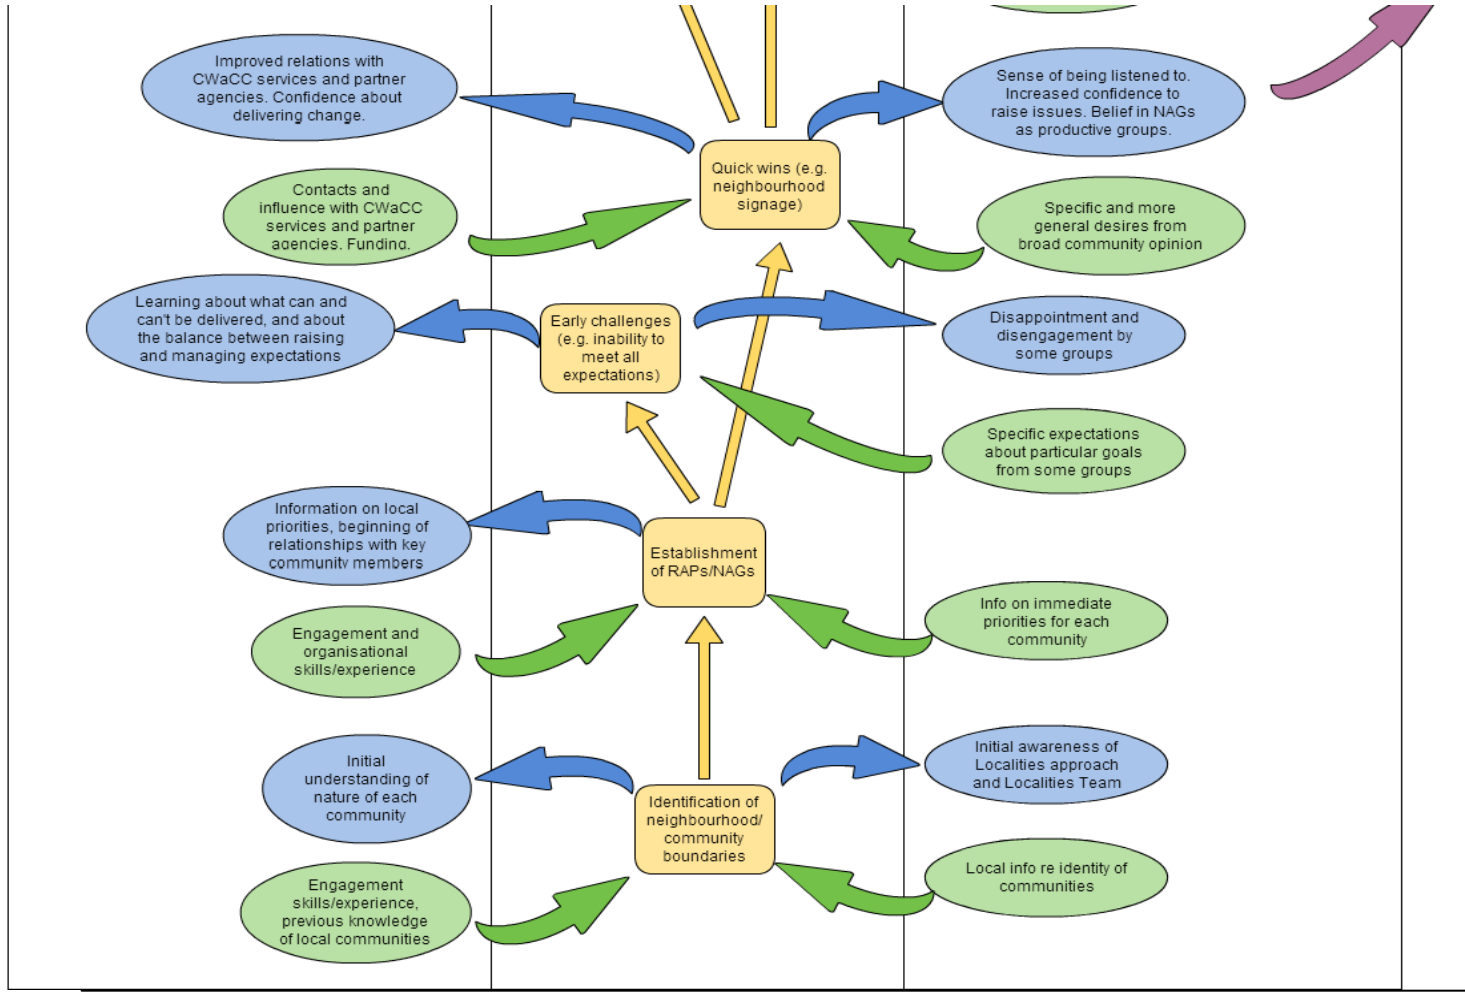 Improved relations with
CWaCC services and partner
agencies. Confidence about
delivering change.
Sense of being listened to.
Increased confidence to
raise issues. Belief in NAGs
as productive groups.
Quick wins (e.g.
neighbourhood
signage)
Contacts and
influence with CWaCC
services and partner
agencies. Funding.
Specific and more
general desires from
broad community opinion
Learning about what can and
can't be delivered, and about
the balance between raising
and managing expectations
Early challenges
(e.g. inability to
meet all
expectations)
Disappointment and
disengagement by
some groups
Specific expectations
about particular goals
from some groups
Information on local
priorities, beginning of
relationships with key
community members
Establishment
of RAPs/NAGs
Engagement and
organisational
skills/experience
Info on immediate
priorities for each
community
Initial
understanding of
nature of each
community
Initial awareness of
Localities approach
and Localities Team
Identification of
neighbourhood/
community
boundaries
Engagement
skills/experience,
previous knowledge
of local communities
Local info re identity of
communities